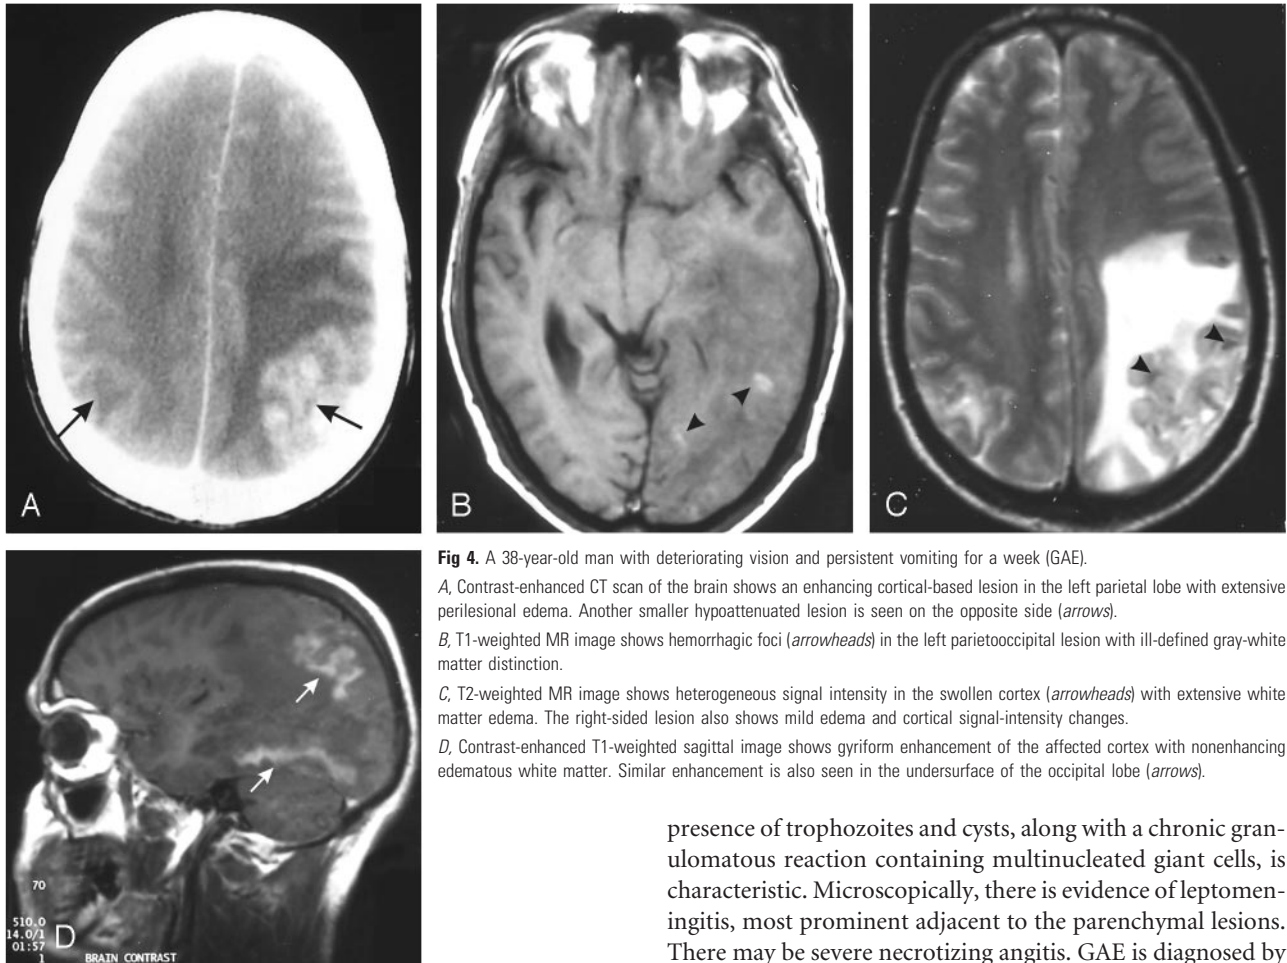 A
B
C
Fig 4. A 38-year-old man with deteriorating vision and persistent vomiting for a week (GAE).
A, Contrast-enhanced CT scan of the brain shows an enhancing cortical-based lesion in the left parietal lobe with extensive
perilesional edema. Another smaller hypoattenuated lesion is seen on the opposite side (arrows).
B, T1-weighted MR image shows hemorrhagic foci (arrowheads) in the left parietooccipital lesion with ill-defined gray-white
matter distinction.
C, T2-weighted MR image shows heterogeneous signal intensity in the swollen cortex (arrowheads) with extensive white
matter edema. The right-sided lesion also shows mild edema and cortical signal-intensity changes.
D, Contrast-enhanced T1-weighted sagittal image shows gyriform enhancement of the affected cortex with nonenhancing
edematous white matter. Similar enhancement is also seen in the undersurface of the occipital lobe (arrows).
70
510.0
14.0/1
01:57
1
D
BRAIN CONTRAST
presence of trophozoites and cysts, along with a chronic gran-
ulomatous reaction containing multinucleated giant cells, is
characteristic. Microscopically, there is evidence of leptomen-
ingitis, most prominent adjacent to the parenchymal lesions.
There may be severe necrotizing angitis. GAE is diagnosed by